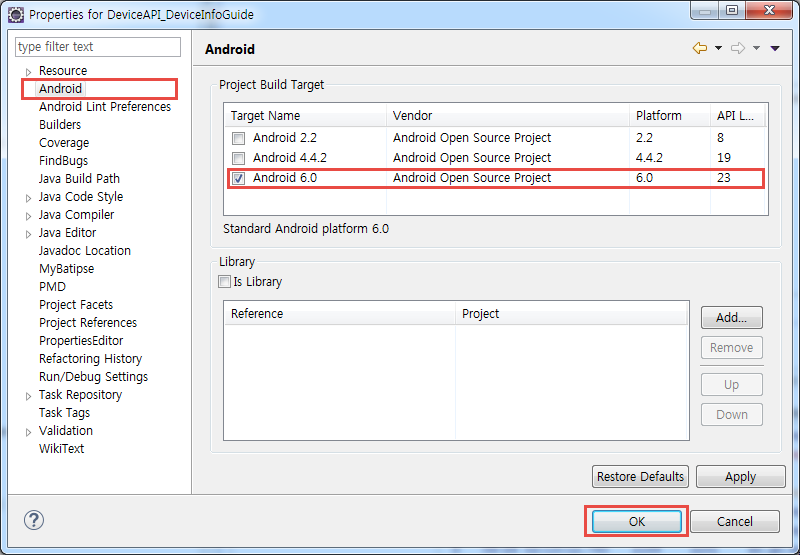 Properties for DeviceAPI_DeviceInfoGuide
type filter text
Resource
Android
Android Lint Preferences
Builders
Coverage
FindBugs
Java Build Path
Java Code Style
Java Compiler
Java Editor
Javadoc Location
MyBatipse
PMD
Project Facets
Project References
PropertiesEditor
Refactoring History
Run/Debug Settings
Task Repository
Task Tags
Validation
WikiText
Android
Project Build Target
Target Name Vendor Platform API L...
Android 2.2 Android Open Source Project 2.2 8
Android 4.4.2 Android Open Source Project 4.4.2 19
Android 6.0 Android Open Source Project 6.0 23
Standard Android platform 6.0
Library
Is Library
Reference Project
Add...
Remove
Up
Down
Restore Defaults Apply
? OK Cancel